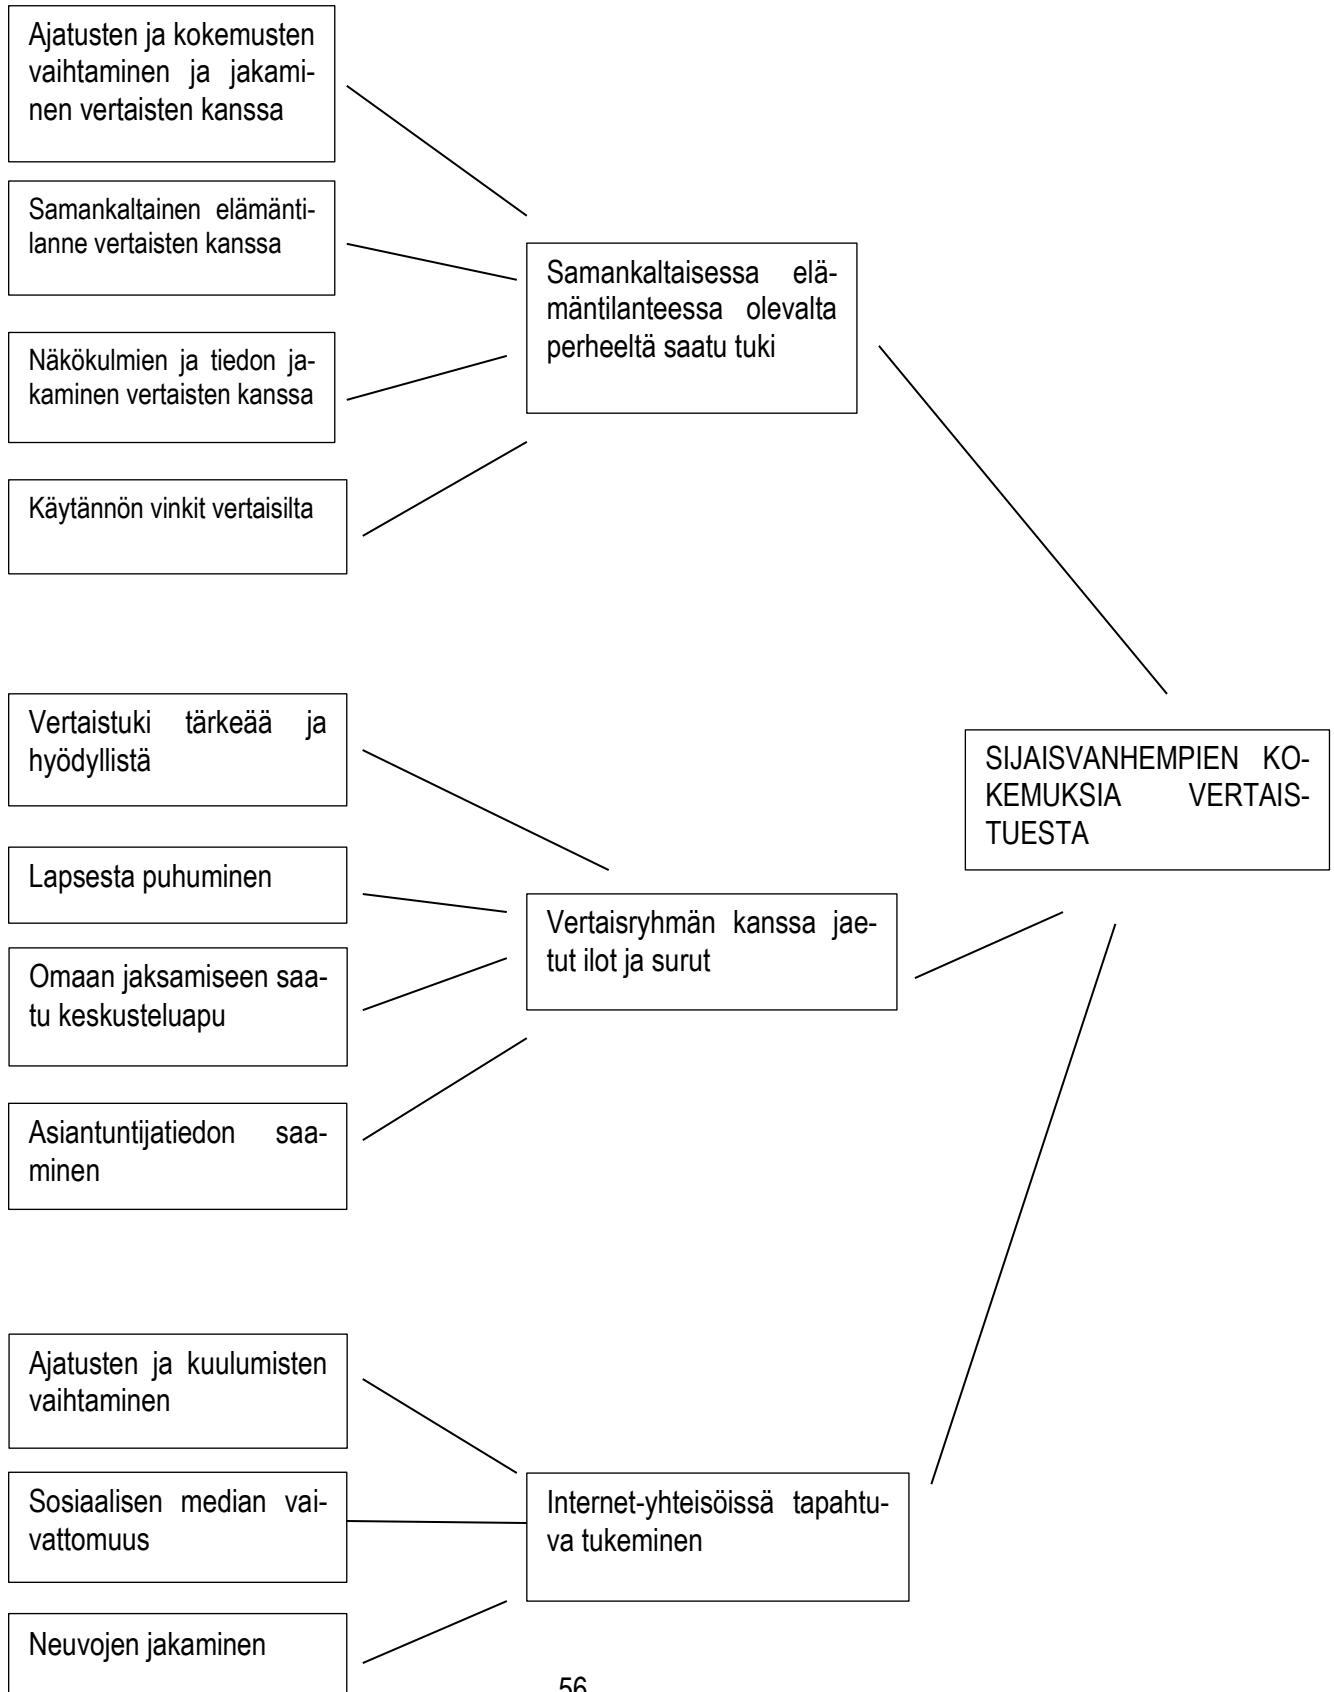 Ajatusten ja kokemusten
vaihtaminen ja jakami-
nen vertaisten kanssa
Samankaltainen elämänti-
lanne vertaisten kanssa
Näkökulmien ja tiedon ja-
kaminen vertaisten kanssa
Käytännön vinkit vertaisilta
Samankaltaisessa elä-
mäntilanteessa olevalta
perheeltä saatu tuki
Vertaistuki tärkeää ja
hyödyllistä
Lapsesta puhuminen
Omaan jaksamiseen saa-
tu keskusteluapu
Asiantuntijatiedon saa-
minen
Vertaisryhmän kanssa jae-
tut ilot ja surut
SIJAISVANHEMPIEN KO-
KEMUKSIA VERTAIS-
TUESTA
Ajatusten ja kuulumisten
vaihtaminen
Sosiaalisen median vai-
vattomuus
Neuvojen jakaminen
Internet-yhteisöissä tapahtu-
va tukeminen
56